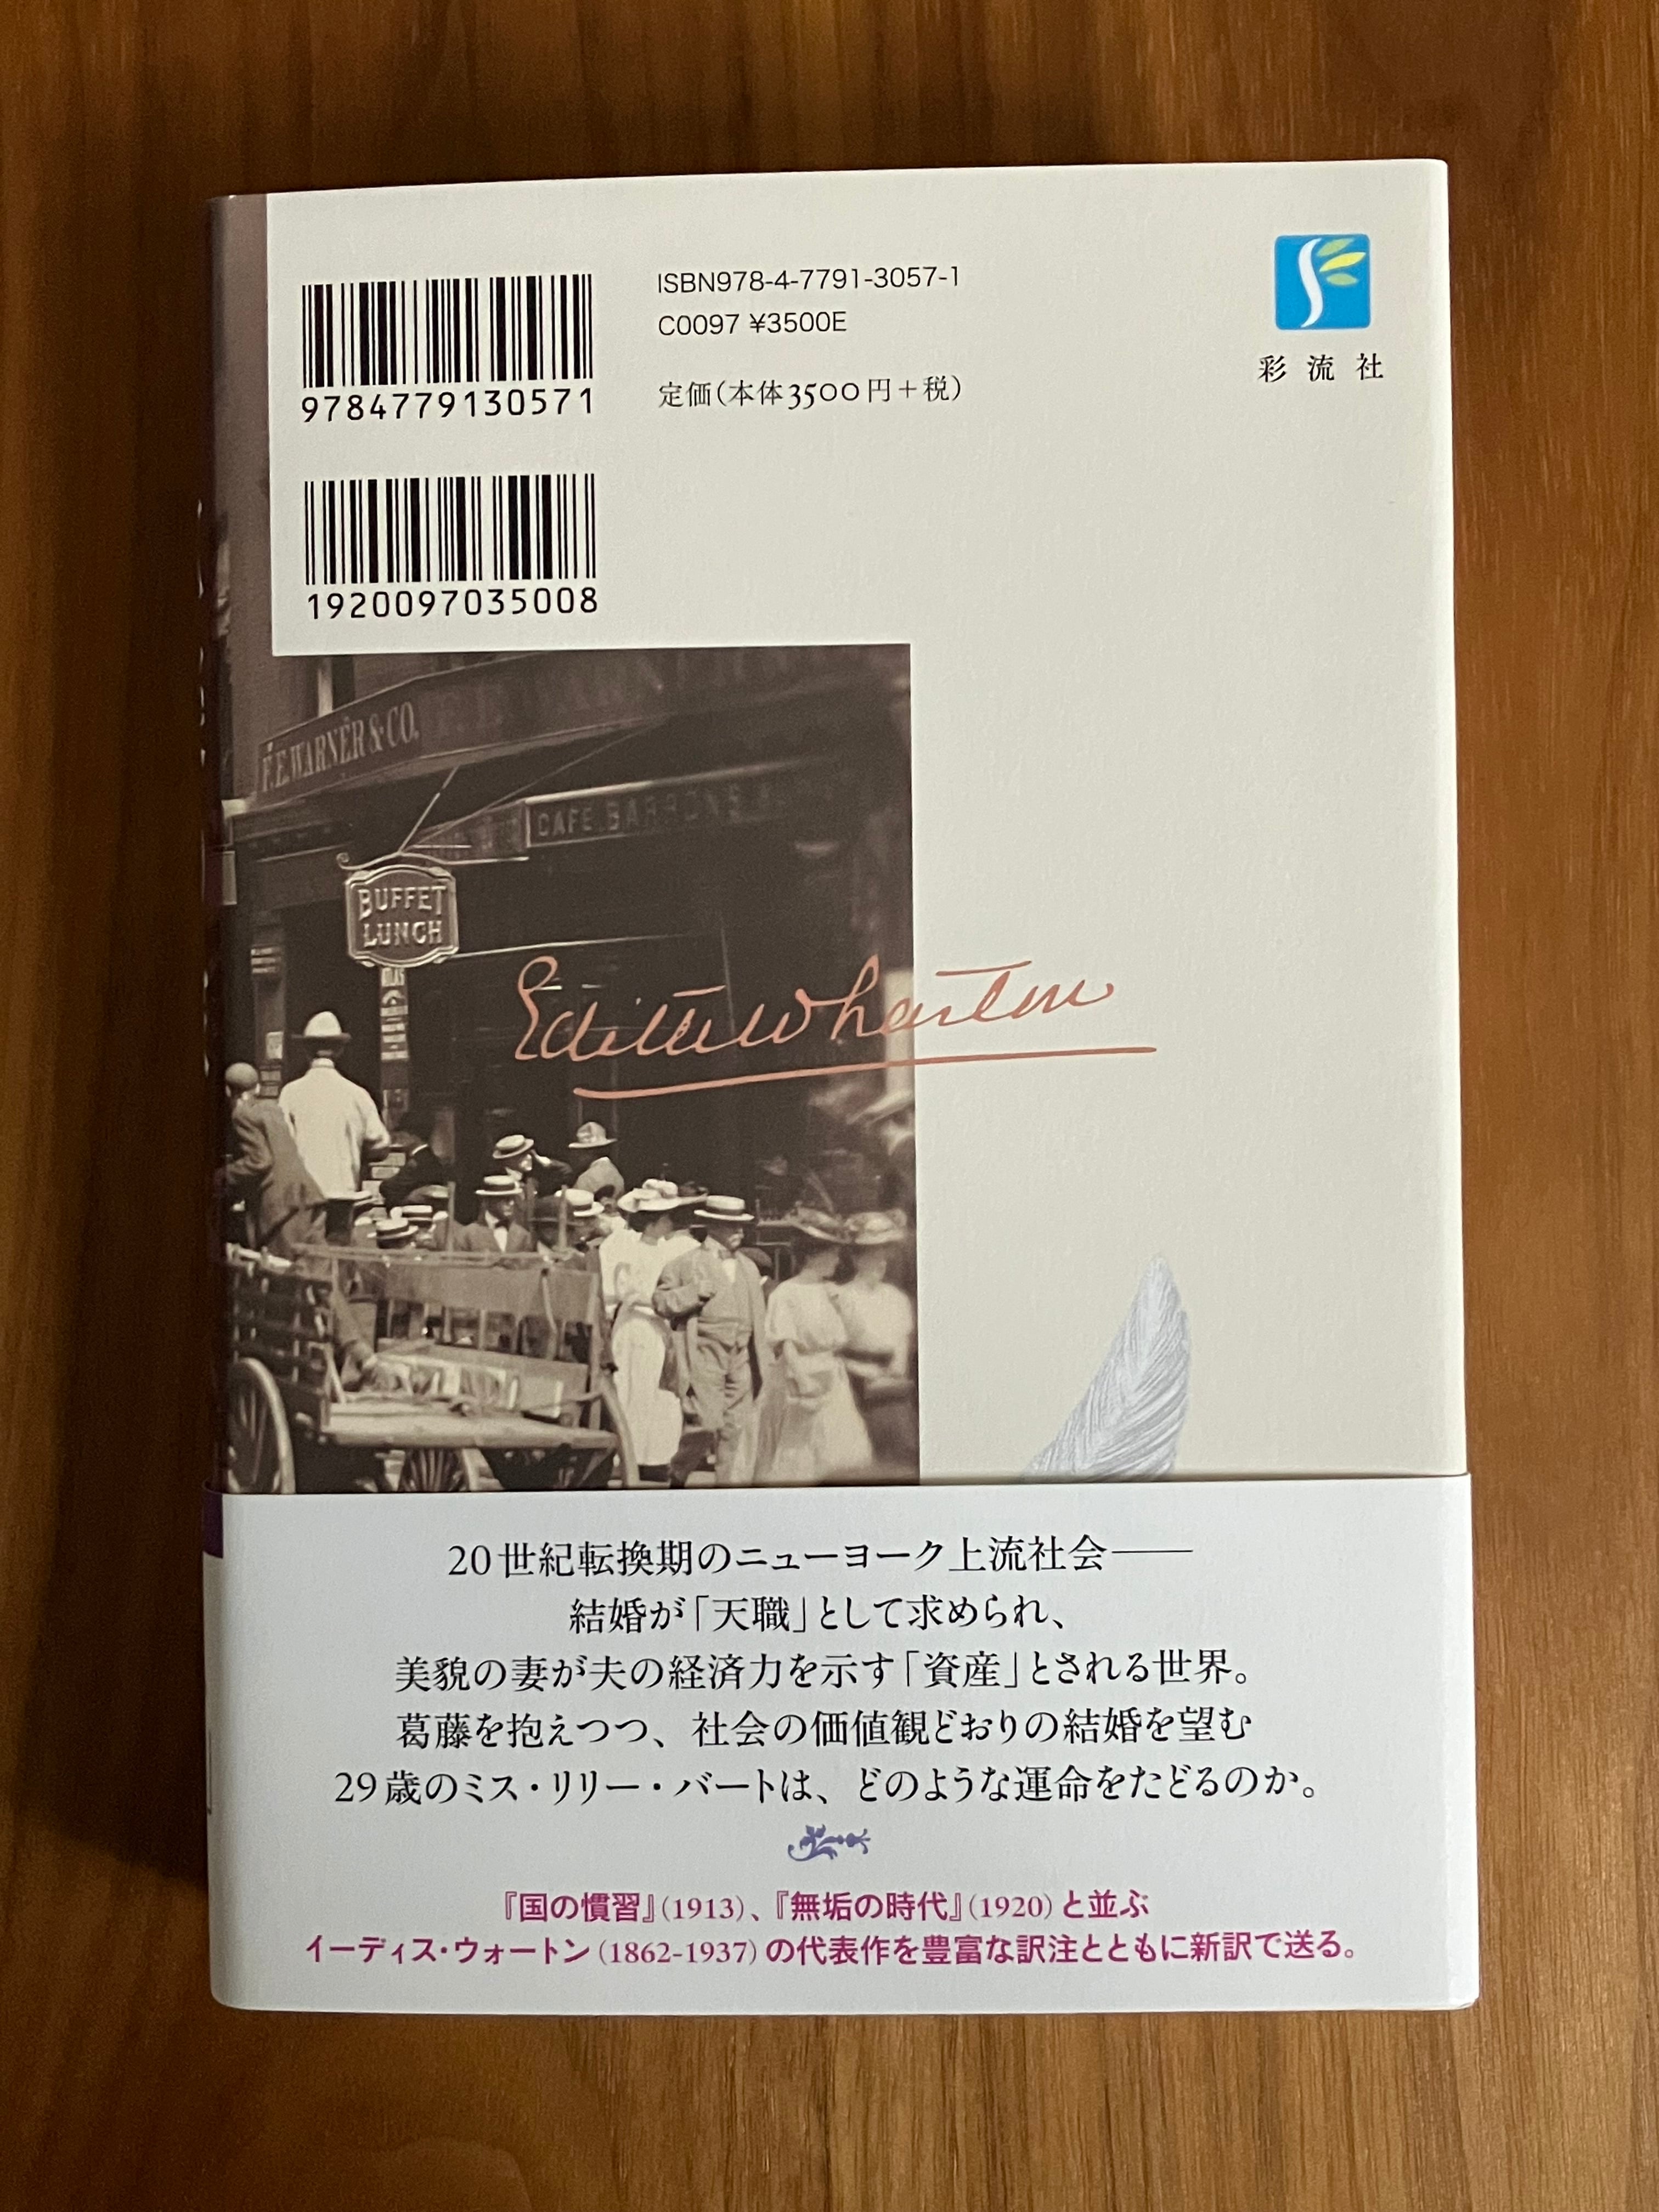 9784779130571
ISBN978-4-7791-3057-1
C0097 ¥3500E
定価(本体3500円+税)
彩流社
1920097035008
F.E.WARNER & CO.
CAFE BARRONS
BUFFET
LUNCH
Edith Wharton
20世紀転換期のニューヨーク上流社会――
結婚が「天職」として求められ、
美貌の妻が夫の経済力を示す「資産」とされる世界。
葛藤を抱えつつ、社会の価値観どおりの結婚を望む
29歳のミス・リリー・バートは、どのような運命をたどるのか。
『国の慣習』(1913)、『無垢の時代』(1920)と並ぶ
イーディス・ウォートン(1862-1937)の代表作を豊富な訳注とともに新訳で送る。